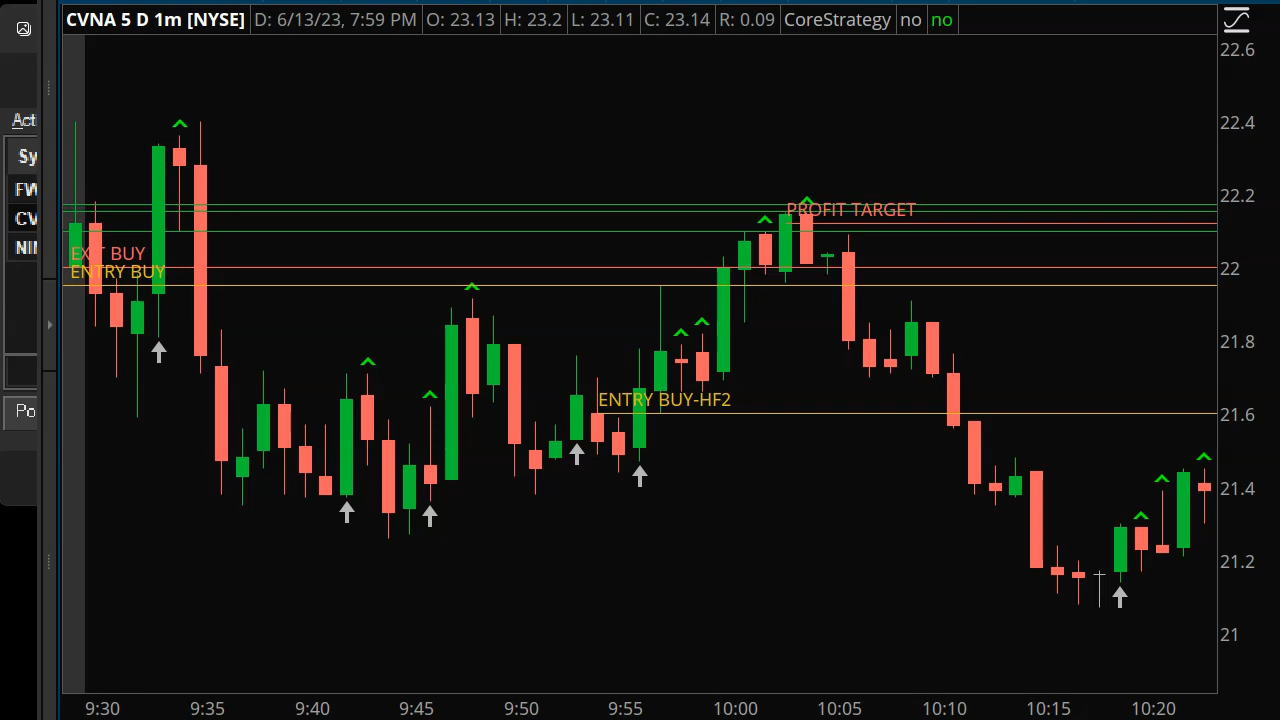 CVNA 5 D 1m [NYSE] D: 6/13/23, 7:59 PM O: 23.13 H: 23.2 L: 23.11 C: 23.14 R: 0.09 CoreStrategy no no
22.6
22.4
22.2
22
21.8
21.6
21.4
21.2
21
Act
Sy
FW
CV
NI
Po
PROFIT TARGET
EXIT BUY
ENTRY BUY
ENTRY BUY-HF2
9:30 9:35 9:40 9:45 9:50 9:55 10:00 10:05 10:10 10:15 10:20